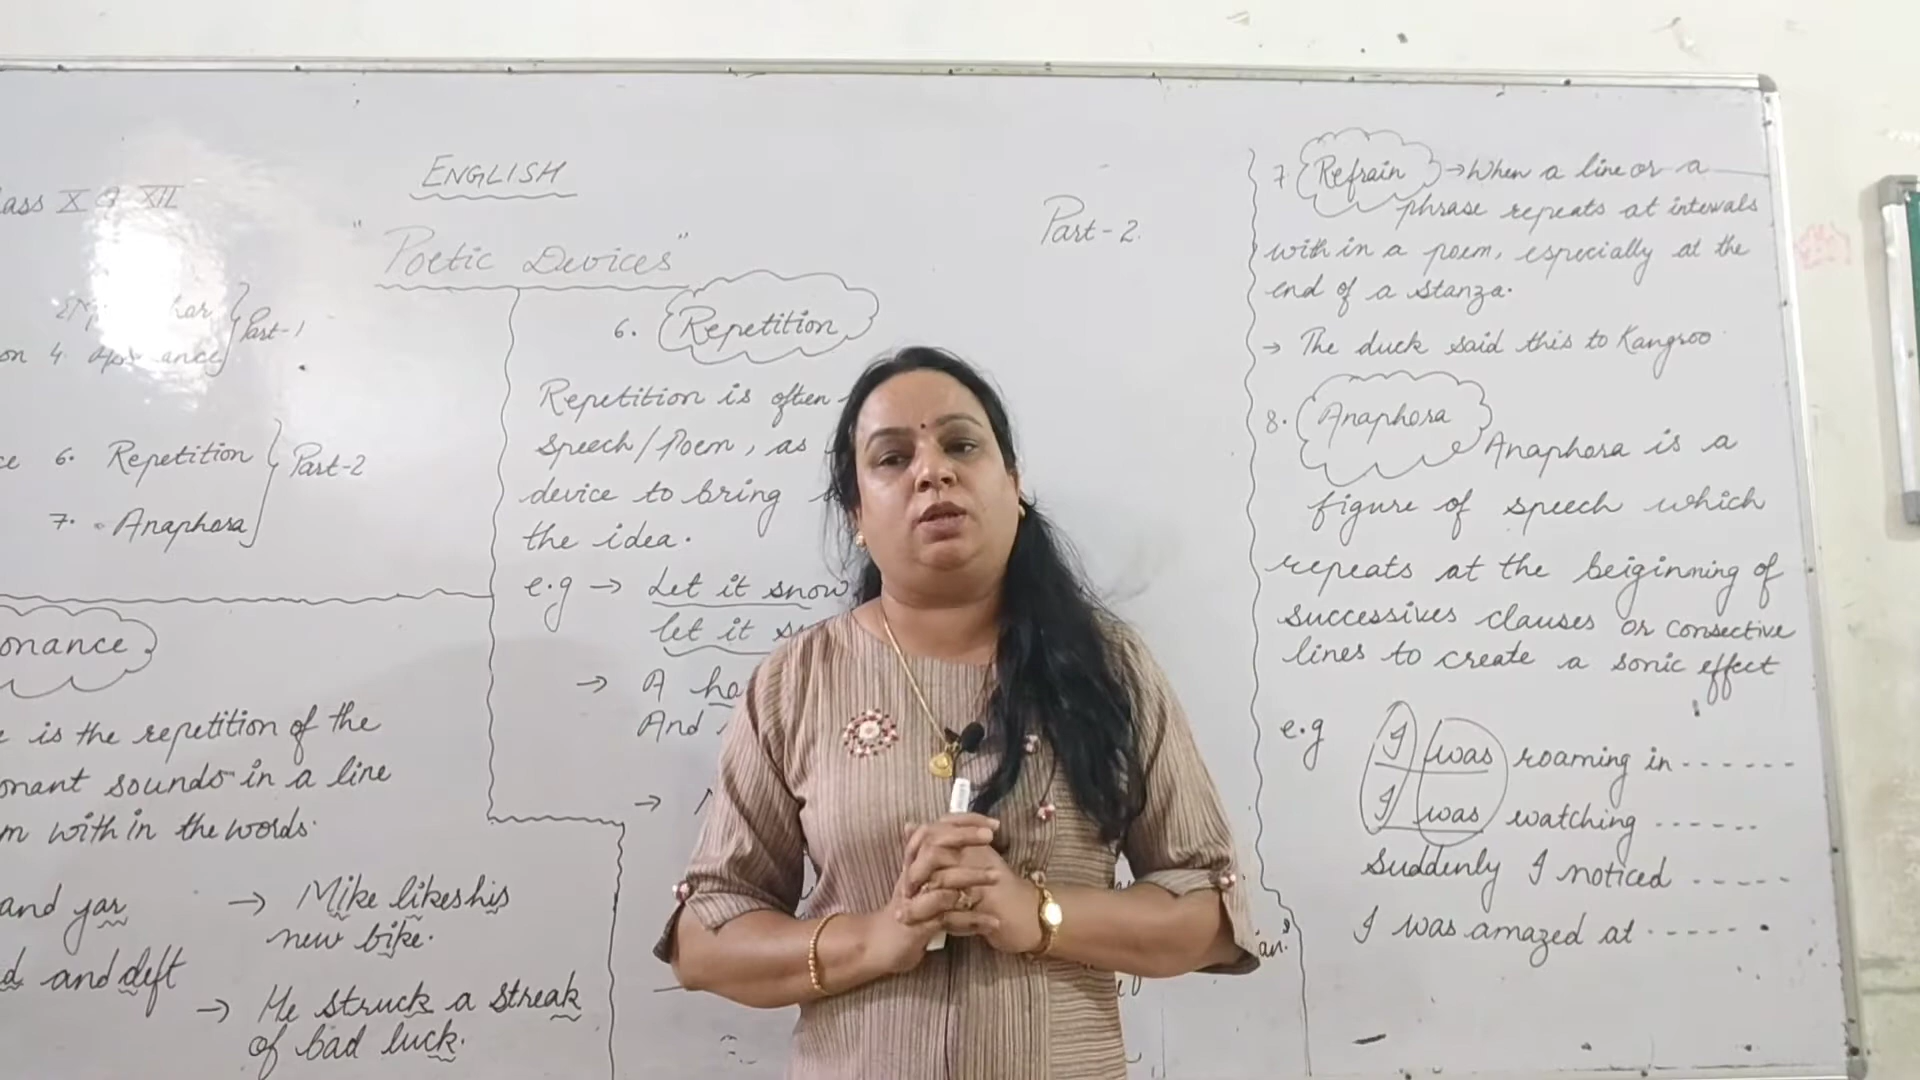 lass X & XII
ENGLISH
"Poetic Devices"
Part-2.
Part-1
on 4.
6. Repetition
Part-2
7. Anaphora
onance
is the repetition of the
onant sounds in a line
m with in the words.
and yar
d and deft
→ Mike likes his
new bike.
→ He struck a streak
of bad luck.
6. Repetition
Repetition is often
speech/Poem, as
device to bring
the idea.
e.g → Let it snow
let it
→ A ha
And
→
7 Refrain → When a line or a
phrase repeats at intervals
with in a poem, especially at the
end of a stanza.
→ The duck said this to Kangroo
8. Anaphora
Anaphora is a
figure of speech which
repeats at the beiginning of
successives clauses or consective
lines to create a sonic effect
e.g I was roaming in ------
I was watching ------
Suddenly I noticed -----
I was amazed at -----
an.